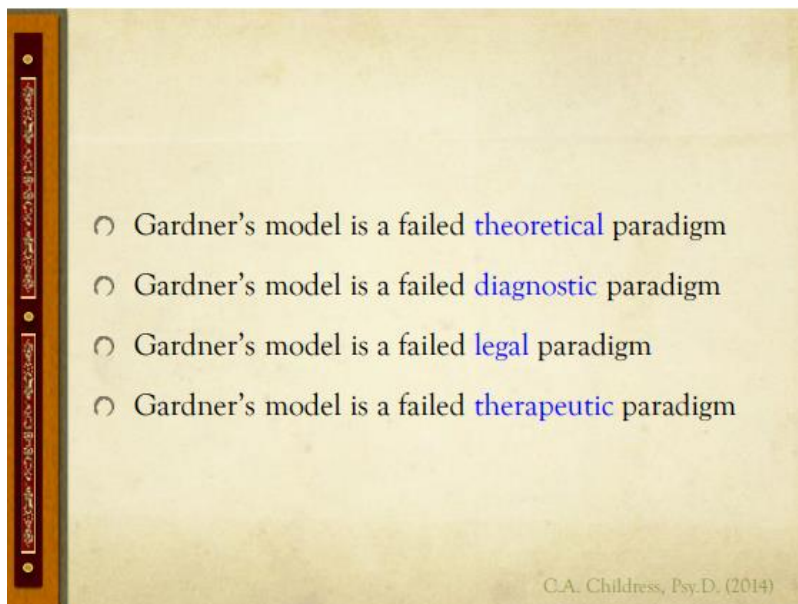 Gardner’s model is a failed theoretical paradigm
Gardner’s model is a failed diagnostic paradigm
Gardner’s model is a failed legal paradigm
Gardner’s model is a failed therapeutic paradigm
C.A. Childress, Psy.D. (2014)